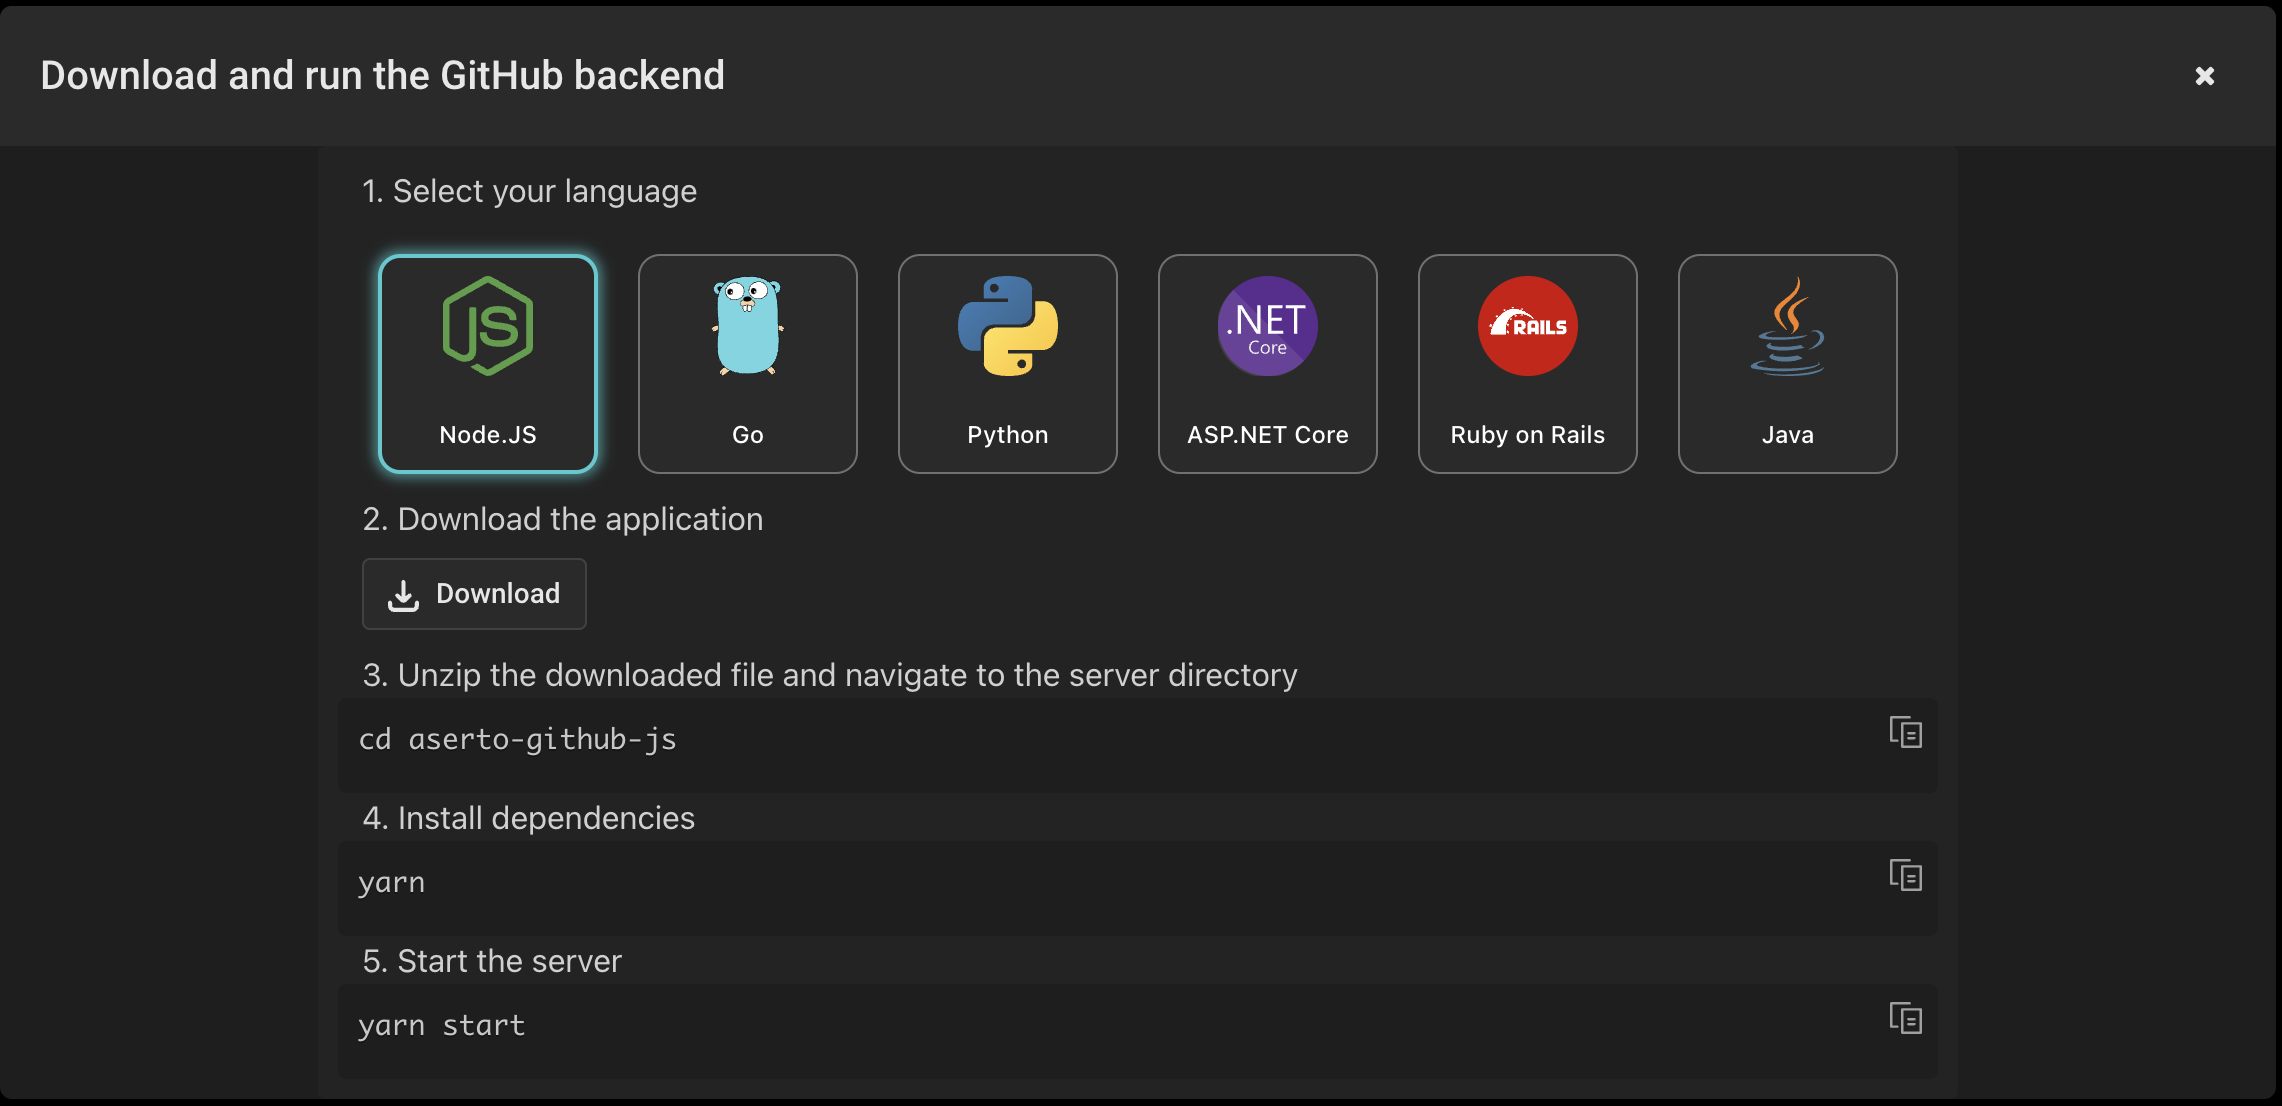 Download and run the GitHub backend
1. Select your language
JS
.NET
Core
RAILS
Node.JS
Go
Python
ASP.NET Core
Ruby on Rails
Java
2. Download the application
Download
3. Unzip the downloaded file and navigate to the server directory
cd aserto-github-js
4. Install dependencies
yarn
5. Start the server
yarn start